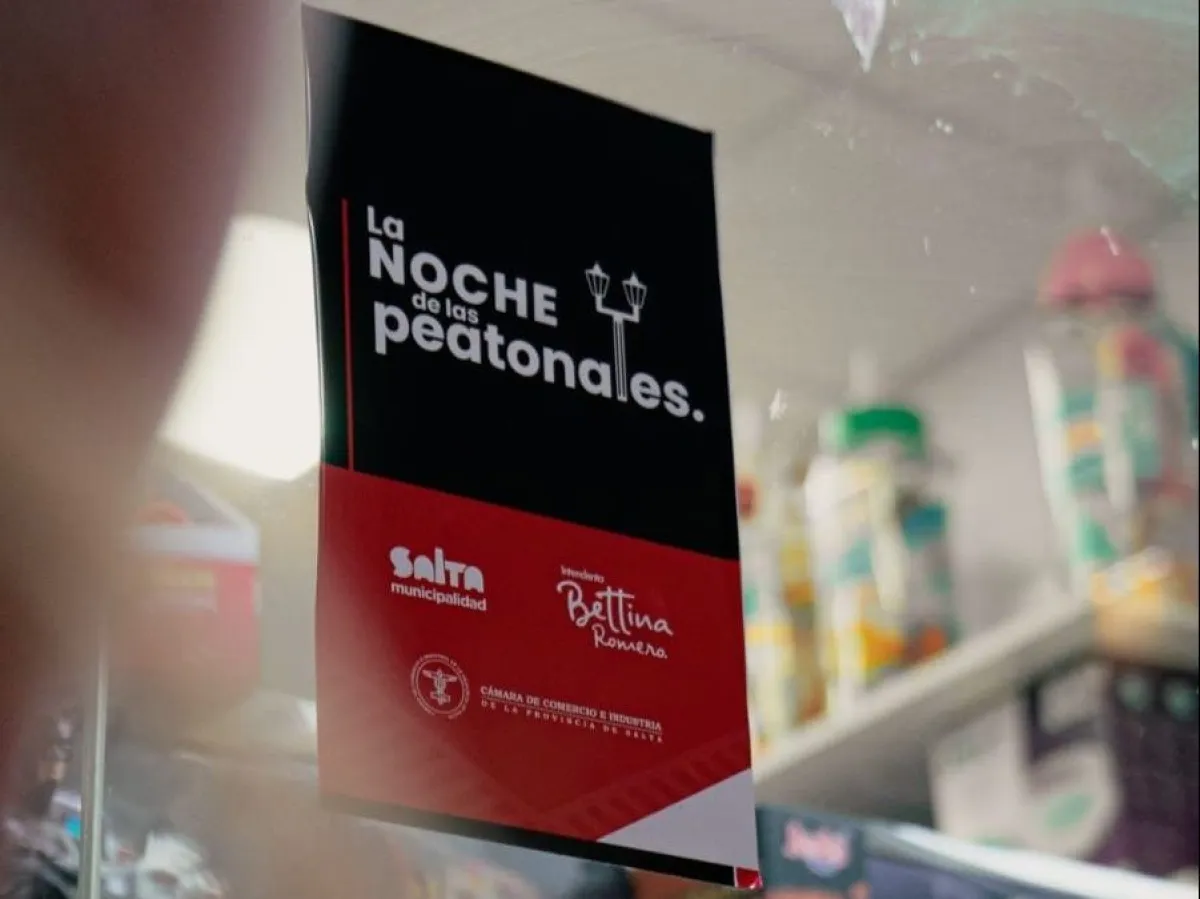 La
NOCHE
de las
peatonales.
Salta
municipalidad
Intendenta
Bettina
Romero.
CÁMARA DE COMERCIO E INDUSTRIA
DE LA PROVINCIA DE SALTA